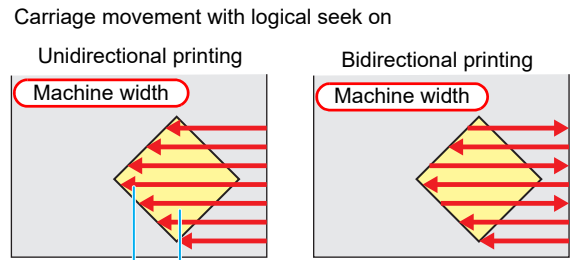 Carriage movement with logical seek on
Unidirectional printing
Bidirectional printing
Machine width
Machine width